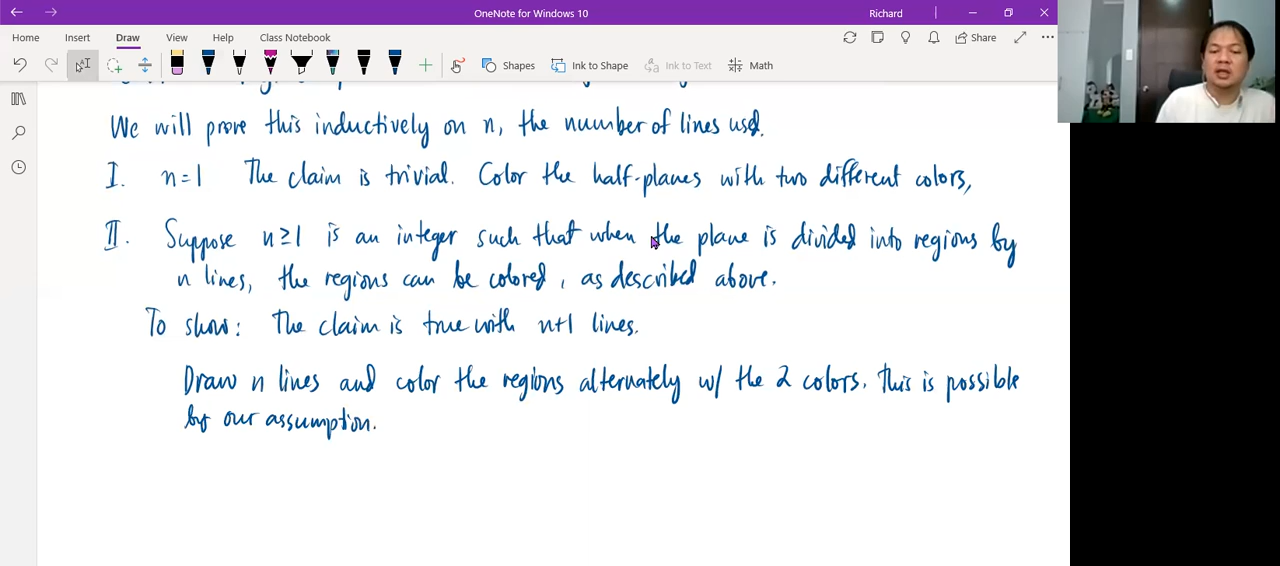 OneNote for Windows 10
Richard
Home Insert Draw View Help Class Notebook
Share
Shapes Ink to Shape Ink to Text Math
We will prove this inductively on n, the number of lines used.
I. n=1 The claim is trivial. Color the half-planes with two different colors,
II. Suppose n≥1 is an integer such that when the plane is divided into regions by
n lines, the regions can be colored, as described above.
To show: The claim is true with n+1 lines.
Draw n lines and color the regions alternately w/ the 2 colors. This is possible
by our assumption.